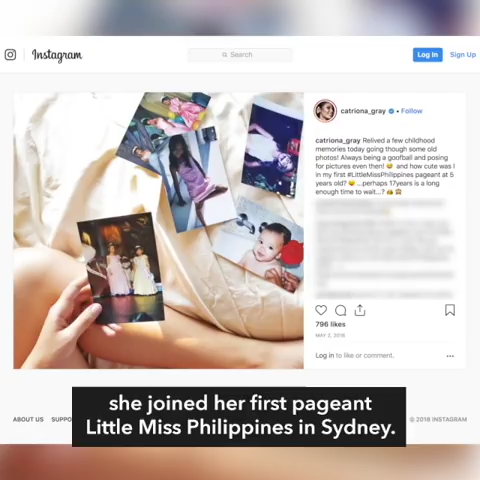 Instagram
Search
Log In
Sign Up
catriona_gray • Follow
catriona_gray Relived a few childhood
memories today going though some old
photos! Always being a goofball and posing
for pictures even then! 😅 and how cute was I
in my first #LittleMissPhilippines pageant at 5
years old? 😄 ...perhaps 17years is a long
enough time to wait...?
796 likes
MAY 2, 2016
Log in to like or comment.
ABOUT US
SUPPO
© 2018 INSTAGRAM
she joined her first pageant
Little Miss Philippines in Sydney.